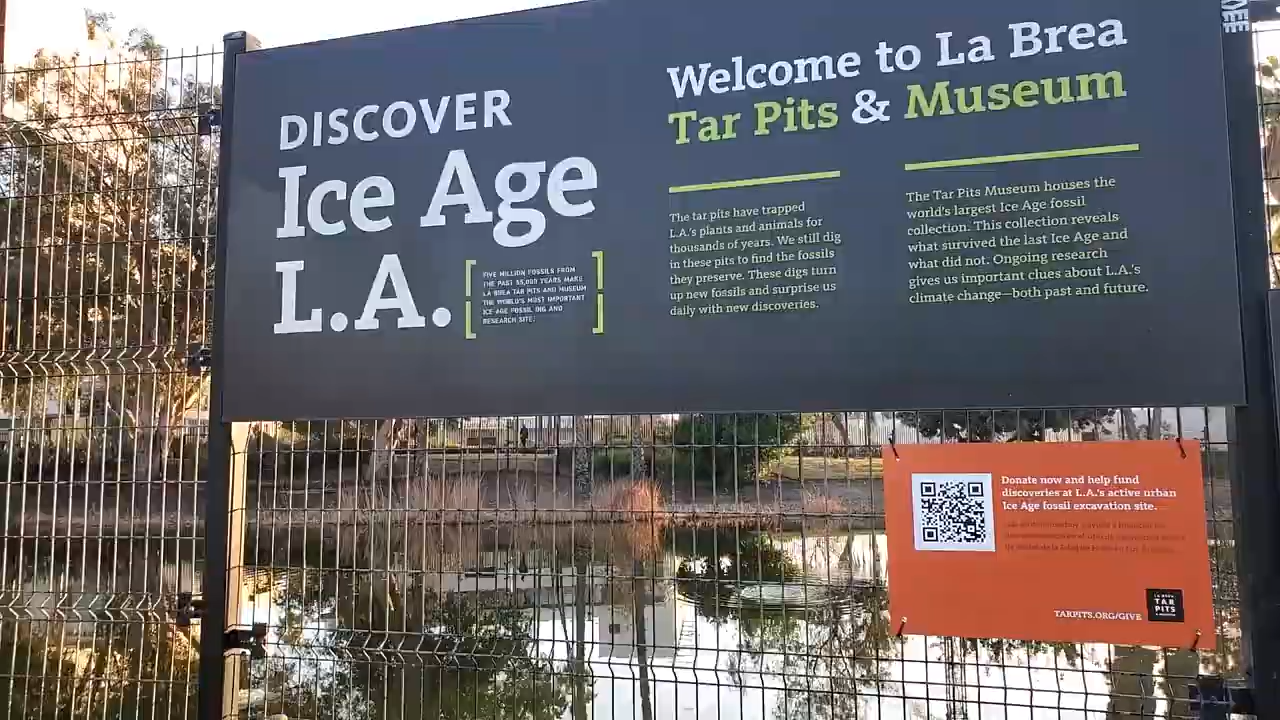 DISCOVER
Ice Age
L.A.
FIVE MILLION FOSSILS FROM
THE PAST 55,000 YEARS MAKE
LA BREA TAR PITS AND MUSEUM
THE WORLD'S MOST IMPORTANT
ICE AGE FOSSIL DIG AND
RESEARCH SITE.
Welcome to La Brea
Tar Pits & Museum
The tar pits have trapped
L.A.'s plants and animals for
thousands of years. We still dig
in these pits to find the fossils
they preserve. These digs turn
up new fossils and surprise us
daily with new discoveries.
The Tar Pits Museum houses the
world's largest Ice Age fossil
collection. This collection reveals
what survived the last Ice Age and
what did not. Ongoing research
gives us important clues about L.A.'s
climate change—both past and future.
Donate now and help fund
discoveries at L.A.'s active urban
Ice Age fossil excavation site.
TARPITS.ORG/GIVE
LA BREA
TAR
PITS